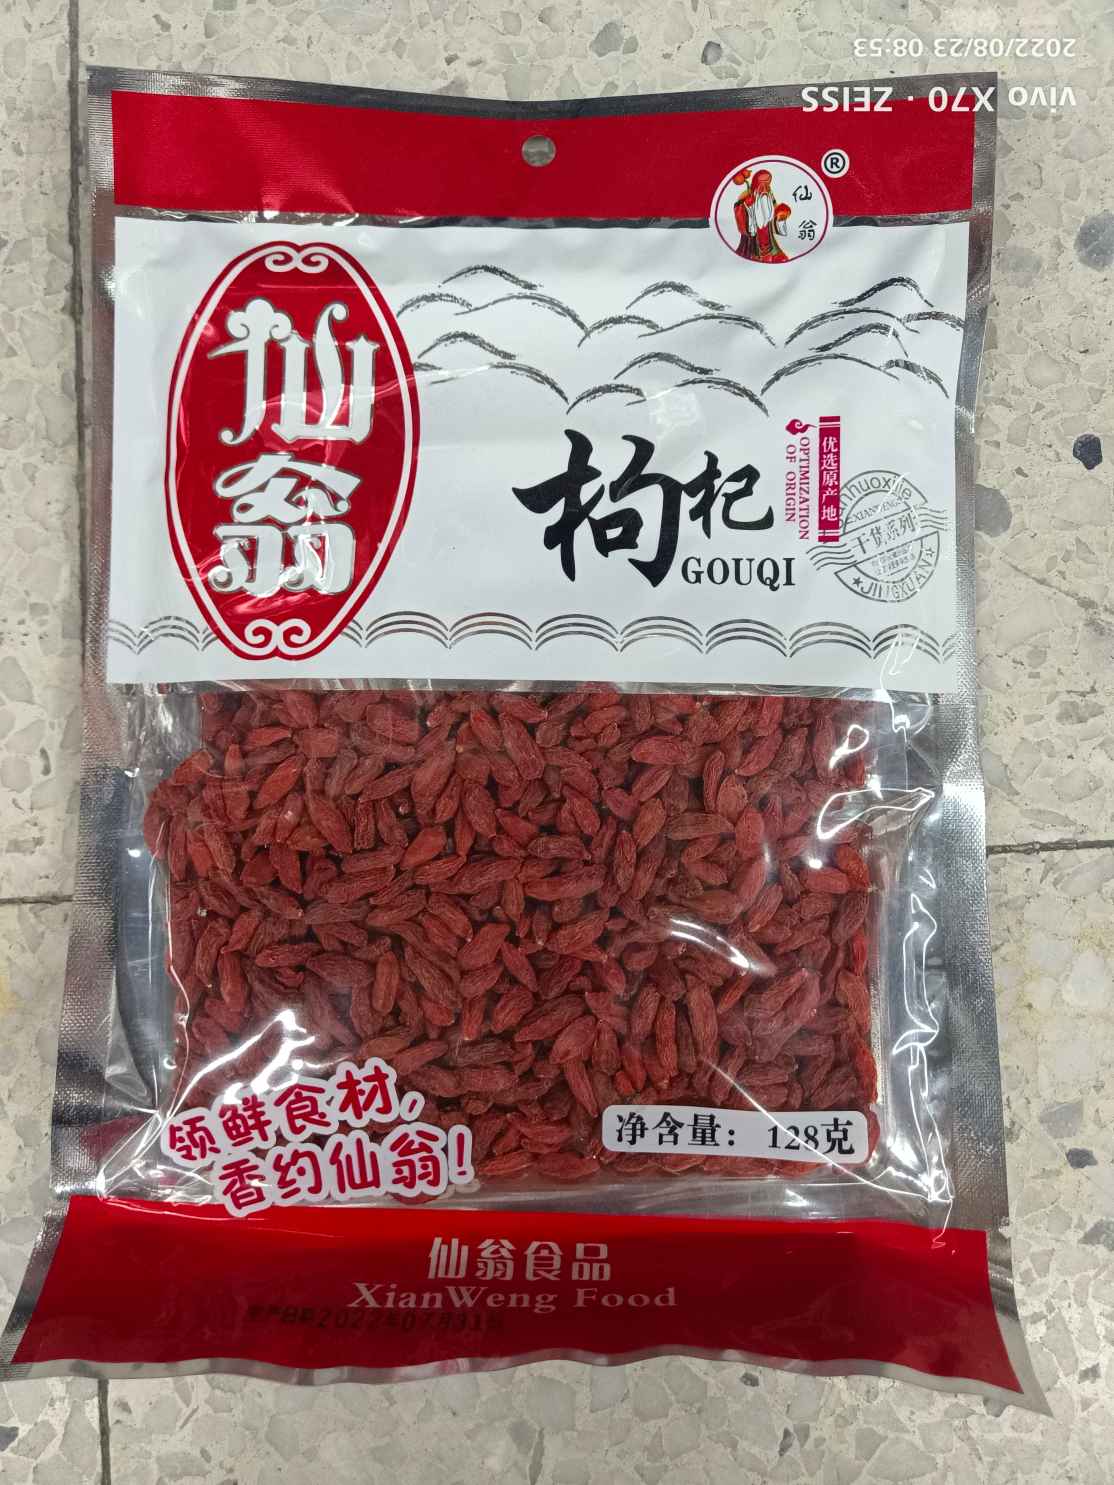 vivo X70 · ZEISS
2022/08/23 08:53
®
仙
翁
仙
翁
枸杞
GOUQI
优选原产地
OPTIMIZATION
OF ORIGIN
干货系列
JINGXUAN
领鲜食材，
香约仙翁！
净含量：128克
仙翁食品
XianWeng Food